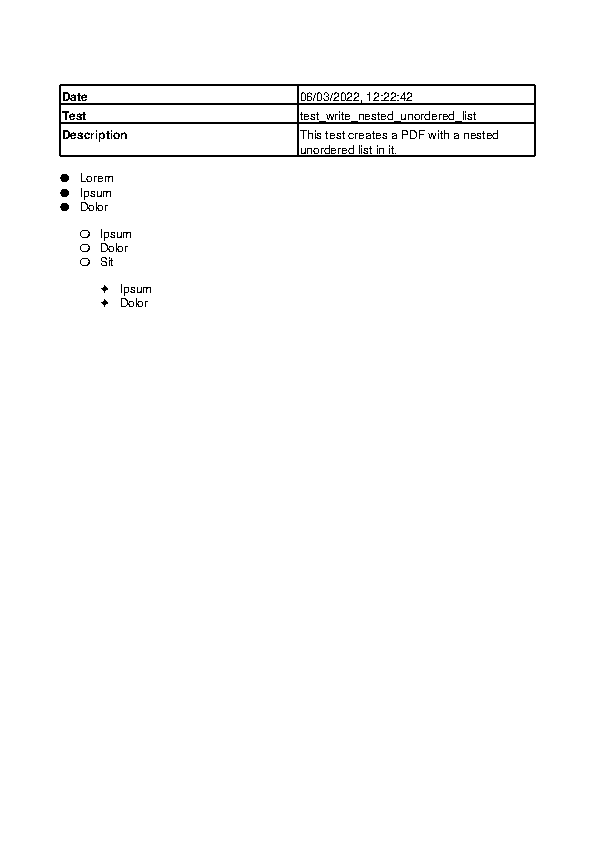 Date 06/03/2022, 12:22:42
Test test_write_nested_unordered_list
Description This test creates a PDF with a nested
unordered list in it.
● Lorem
● Ipsum
● Dolor
❍ Ipsum
❍ Dolor
❍ Sit
✦ Ipsum
✦ Dolor